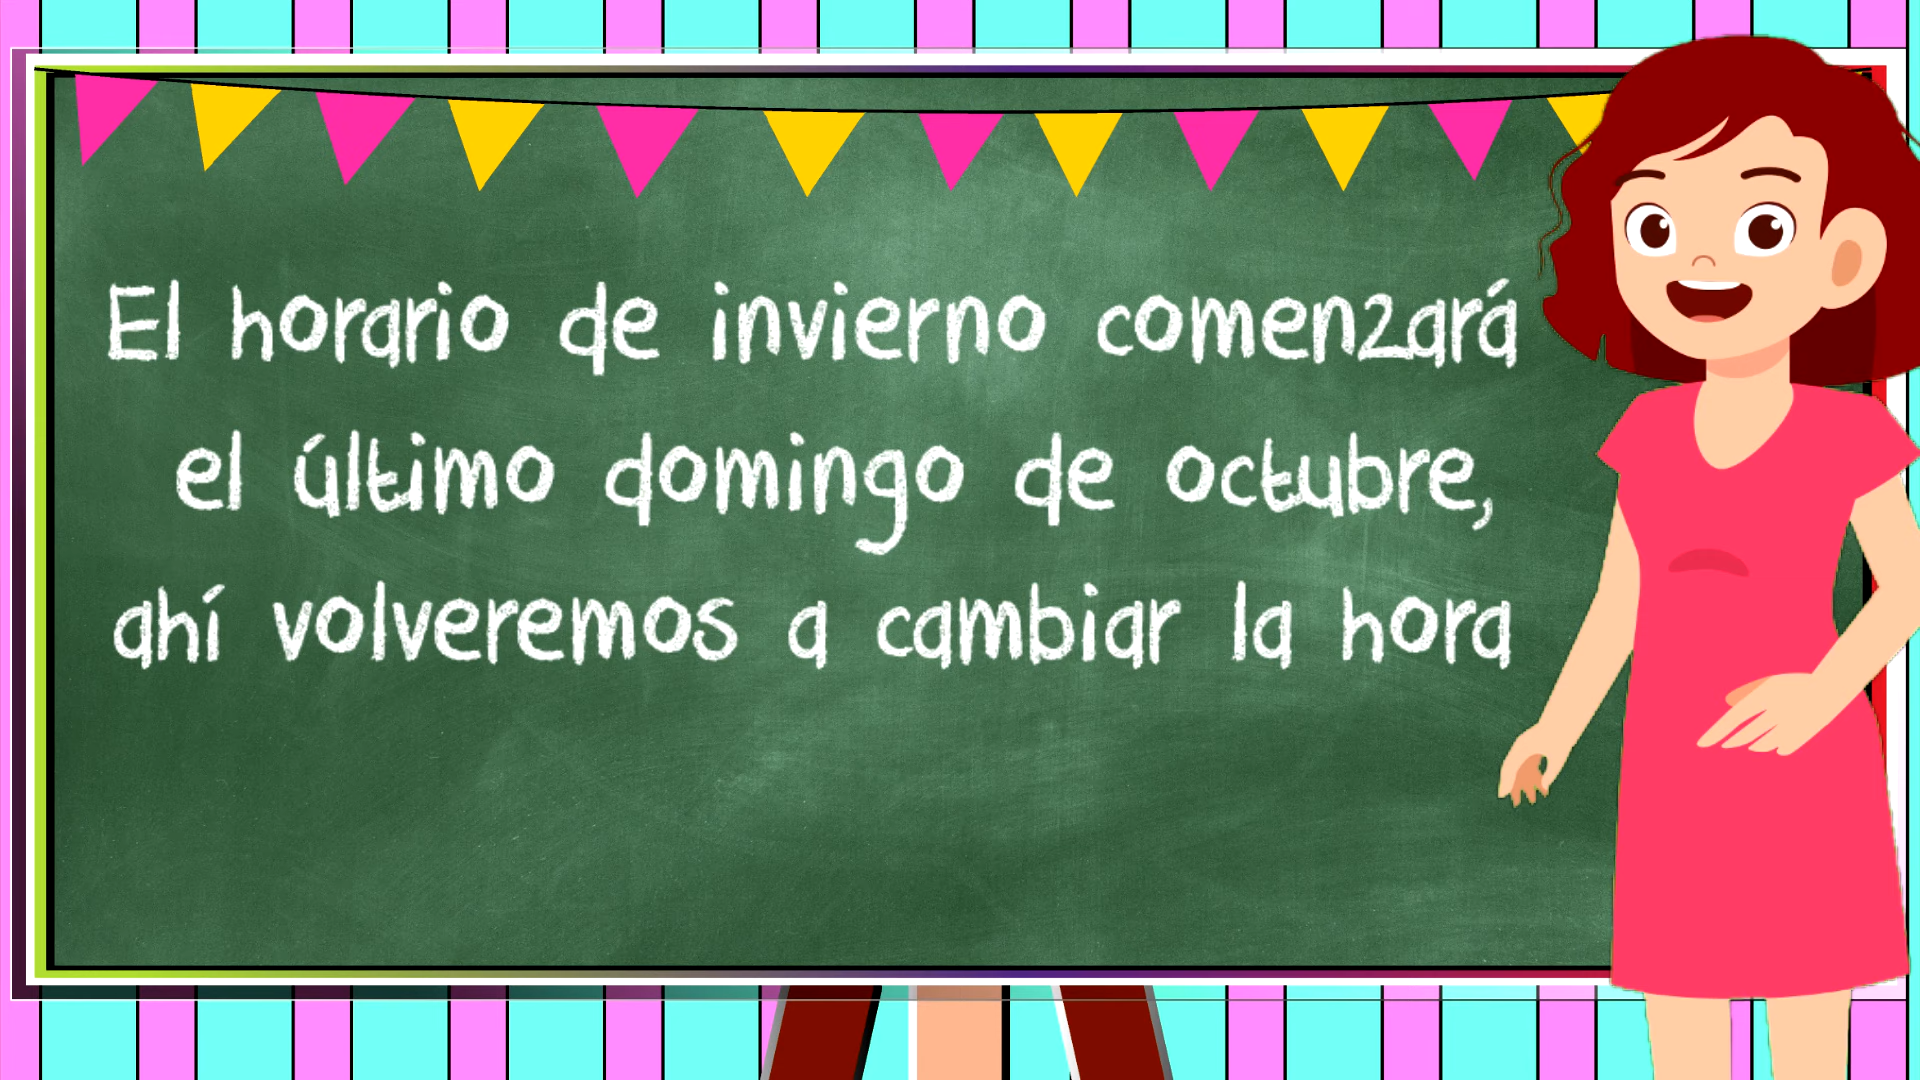 El horario de invierno comenzará
el último domingo de octubre,
ahí volveremos a cambiar la hora